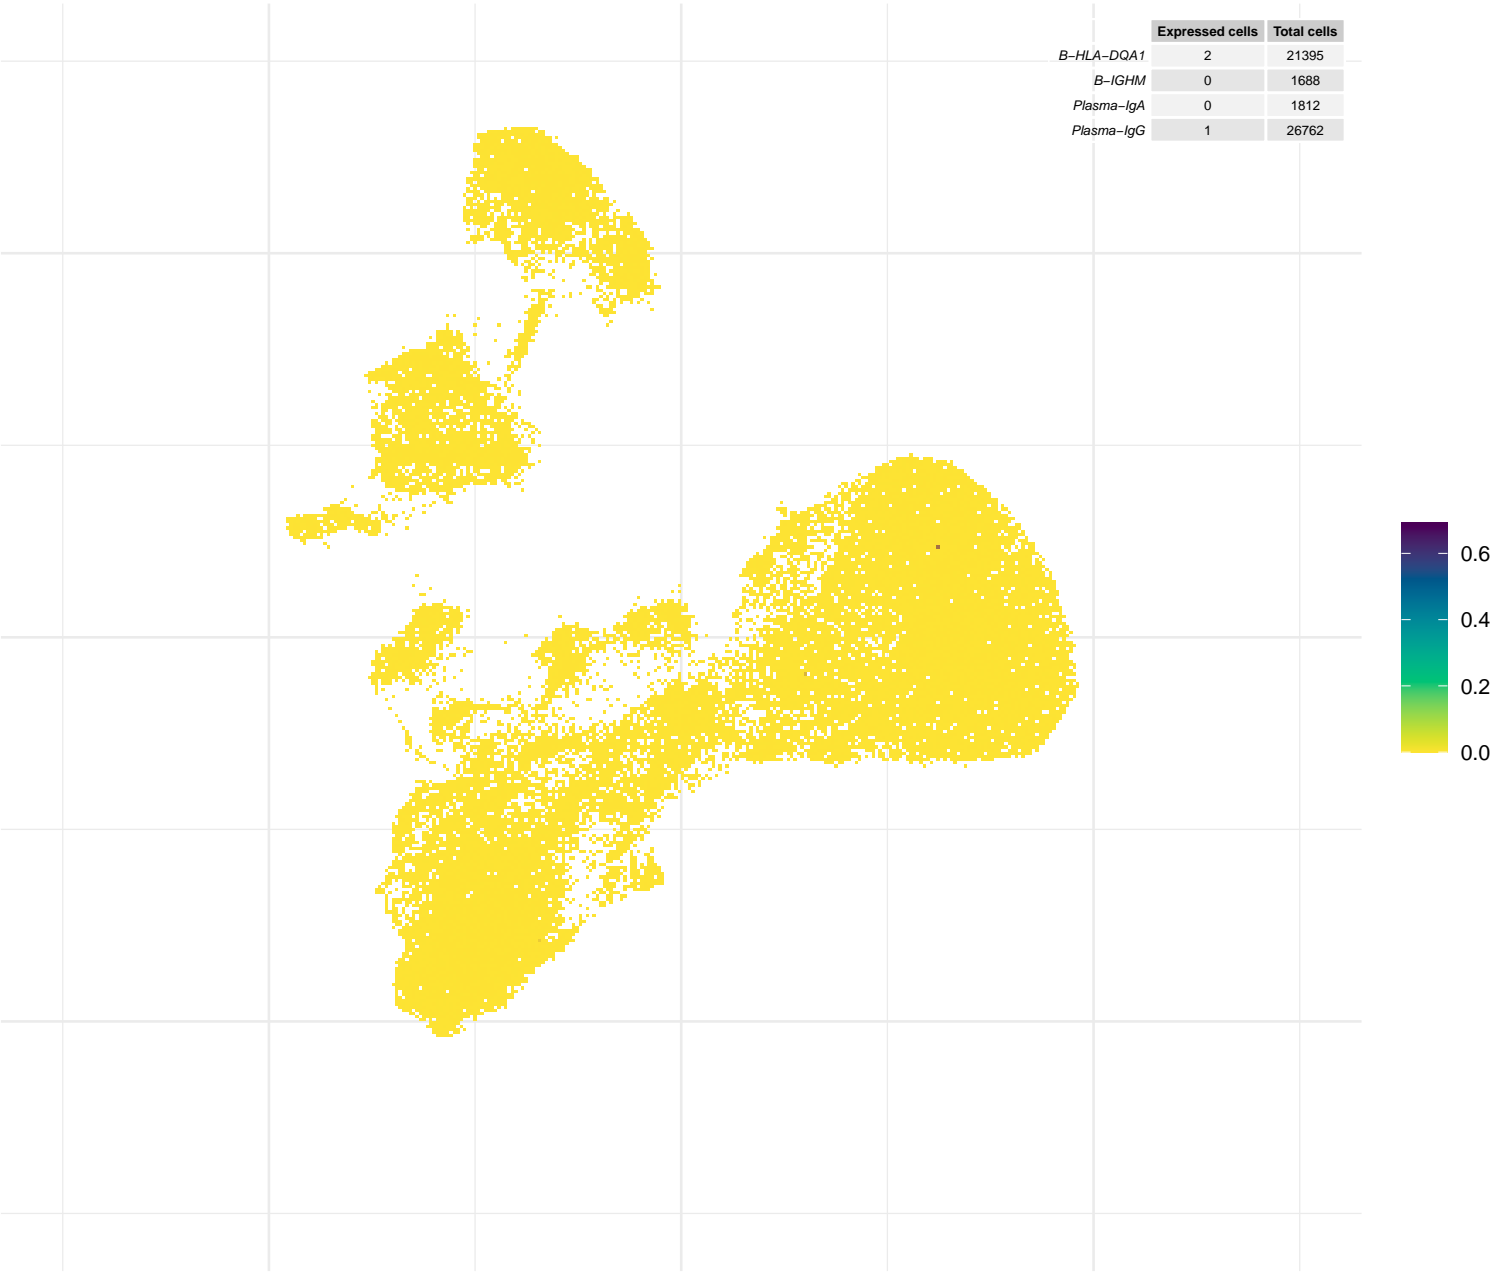 Expressed cells Total cells
B−HLA−DQA1 2 21395
B−IGHM 0 1688
Plasma−IgA 0 1812
Plasma−IgG 1 26762
0.6
0.4
0.2
0.0